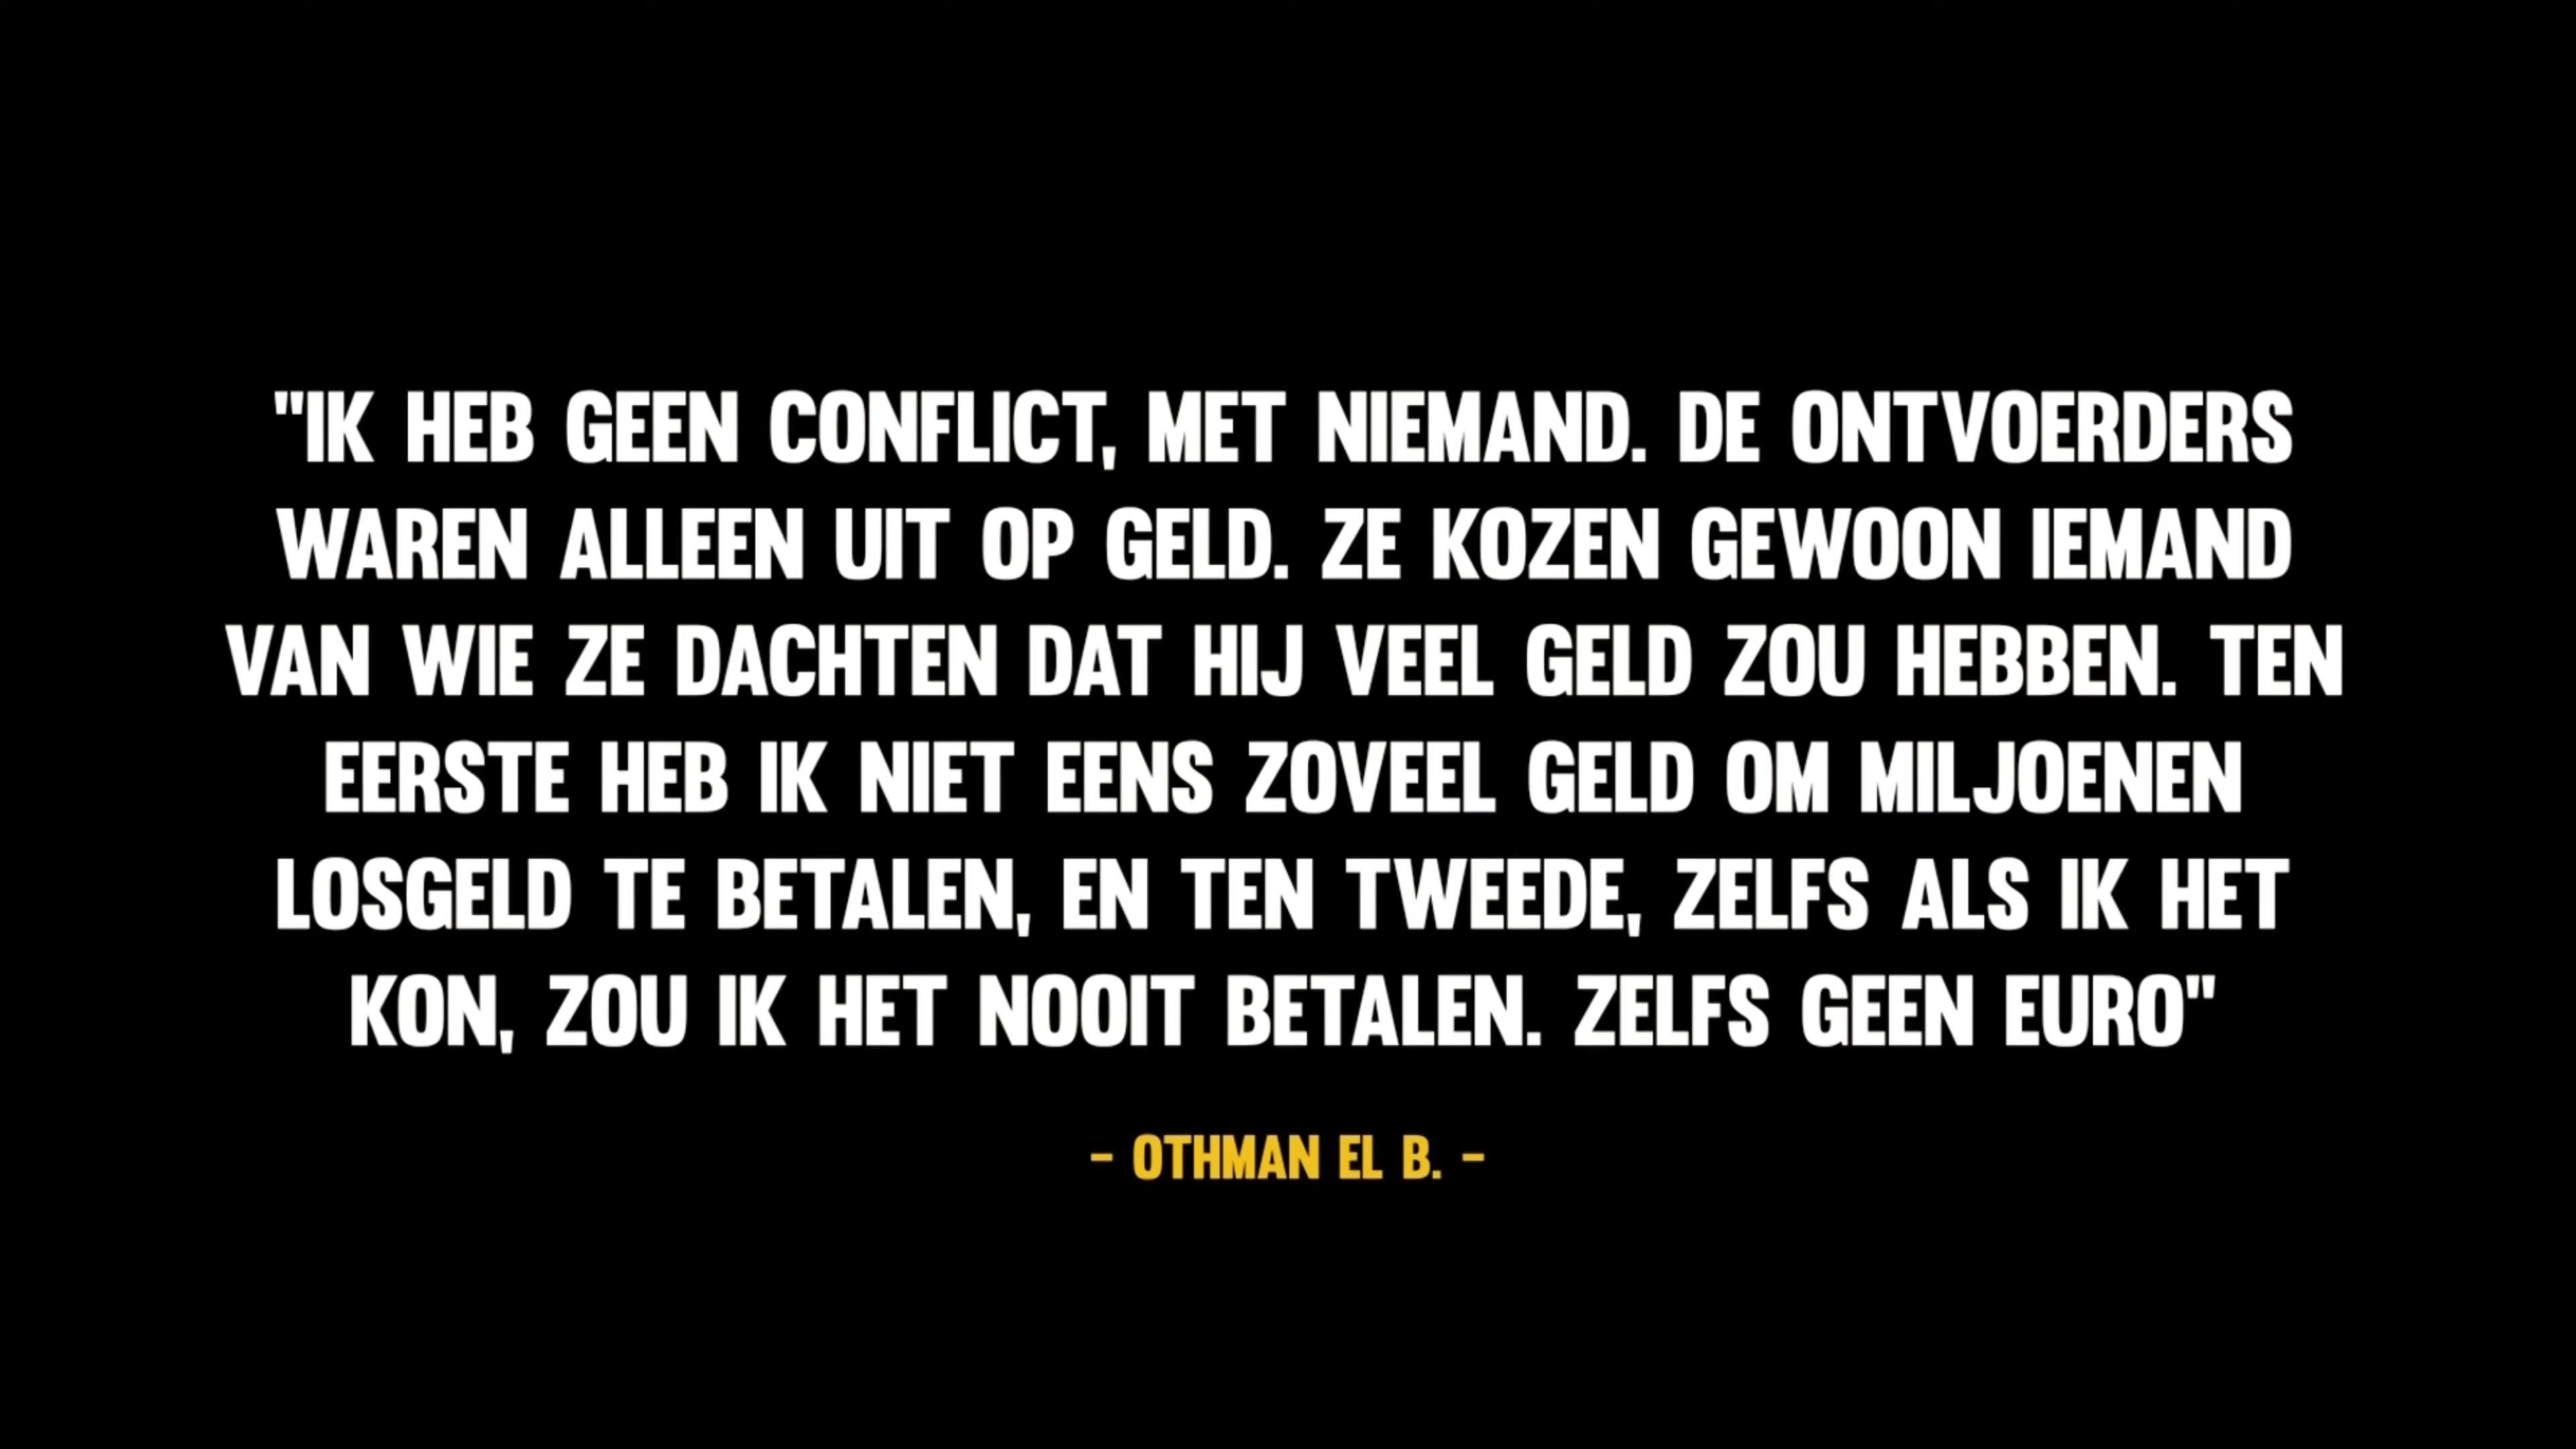 "IK HEB GEEN CONFLICT, MET NIEMAND. DE ONTVOERDERS
WAREN ALLEEN UIT OP GELD. ZE KOZEN GEWOON IEMAND
VAN WIE ZE DACHTEN DAT HIJ VEEL GELD ZOU HEBBEN. TEN
EERSTE HEB IK NIET EENS ZOVEEL GELD OM MILJOENEN
LOSGELD TE BETALEN, EN TEN TWEEDE, ZELFS ALS IK HET
KON, ZOU IK HET NOOIT BETALEN. ZELFS GEEN EURO"
- OTHMAN EL B. -